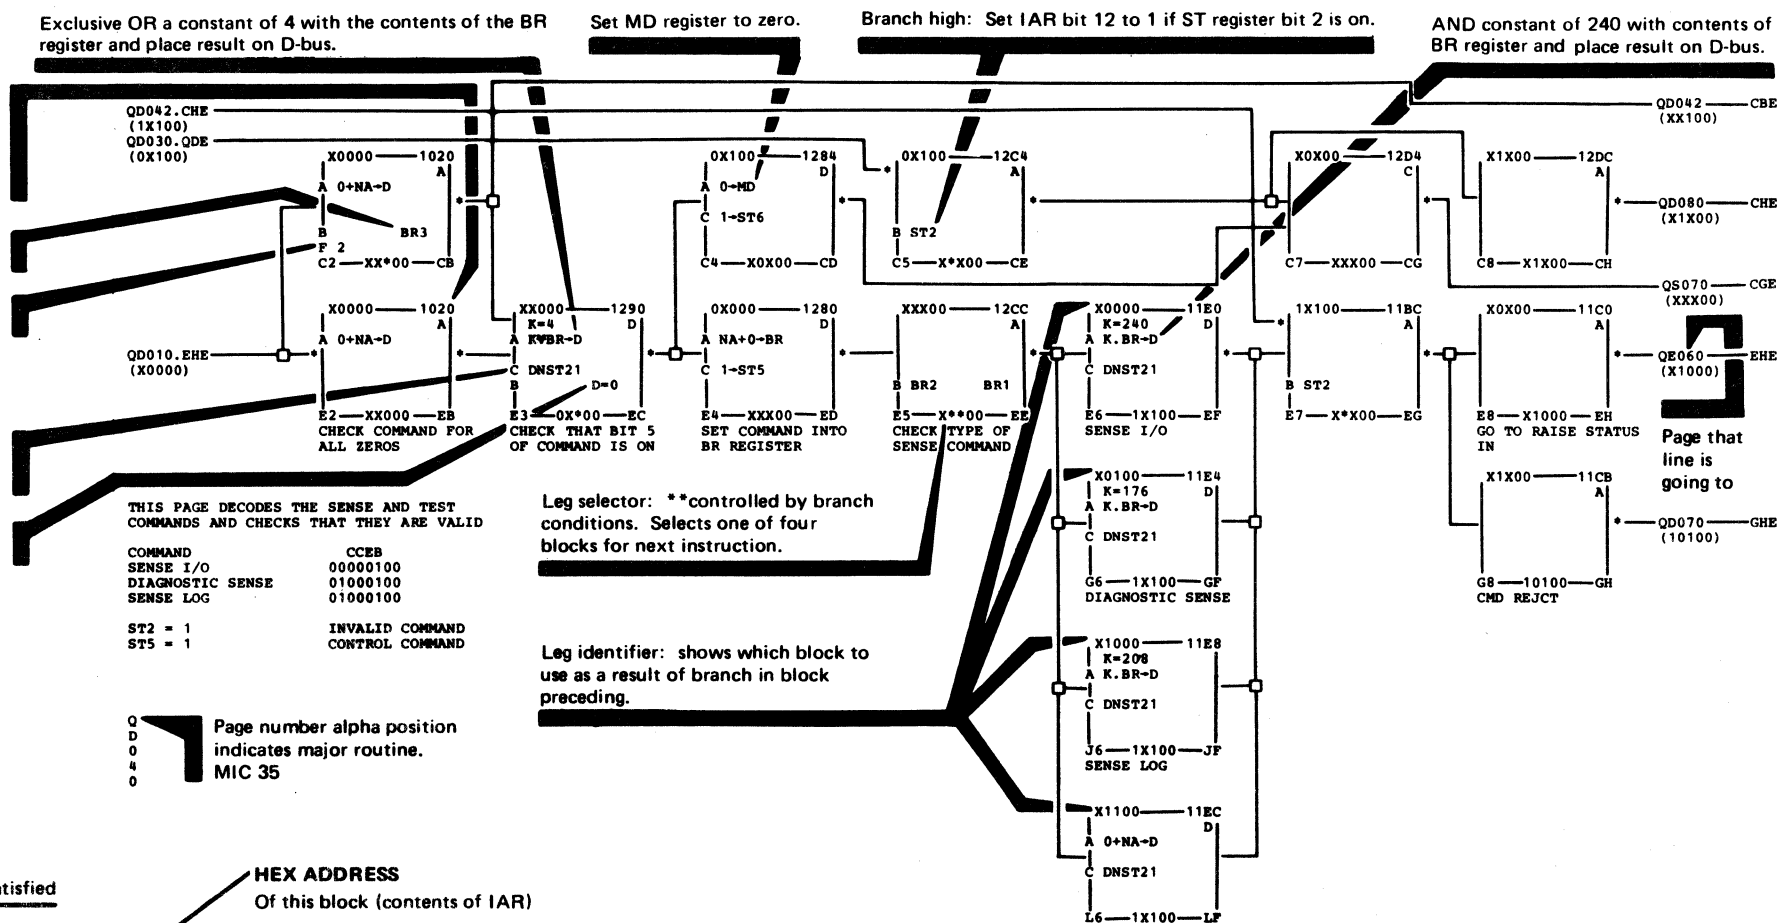 Exclusive OR a constant of 4 with the contents of the BR
register and place result on D-bus.
Set MD register to zero.
Branch high: Set IAR bit 12 to 1 if ST register bit 2 is on.
AND constant of 240 with contents of
BR register and place result on D-bus.
QD042.CHE
(1X100)
QD030.QDE
(0X100)
QD042 CBE
(XX100)
X0000 1020
A
A 0+NA→D
*
B BR3
F 2
C2 XX*00 CB
0X100 1284
D
A 0→MD
*
C 1→ST6
C4 X0X00 CD
0X100 12C4
* A
*
B ST2
C5 X*X00 CE
X0X00 12D4
C
*
C7 XXX00 CG
X1X00 12DC
A
*
C8 X1X00 CH
QD080 CHE
(X1X00)
QS070 CGE
(XXX00)
QD010.EHE
(X0000)
X0000 1020
A
A 0+NA→D
* *
E2 XX000 EB
CHECK COMMAND FOR
ALL ZEROS
XX000 1290
K=4 D
A K∀BR→D
*
C DNST21
B D=0
E3 0X*00 EC
CHECK THAT BIT 5
OF COMMAND IS ON
0X000 1280
D
A NA+0→BR
*
C 1→ST5
E4 XXX00 ED
SET COMMAND INTO
BR REGISTER
XXX00 12CC
A
*
B BR2 BR1
E5 X**00 EE
CHECK TYPE OF
SENSE COMMAND
X0000 11E0
K=240 D
A K.BR→D
*
C DNST21
E6 1X100 EF
SENSE I/O
1X100 11BC
* A
*
B ST2
E7 X*X00 EG
X0X00 11C0
A
*
E8 X1000 EH
GO TO RAISE STATUS
IN
QE060 EHE
(X1000)
Page that
line is
going to
X0100 11E4
K=176 D
A K.BR→D
C DNST21
G6 1X100 GF
DIAGNOSTIC SENSE
X1X00 11CB
A
*
G8 10100 GH
CMD REJCT
QD070 GHE
(10100)
THIS PAGE DECODES THE SENSE AND TEST
COMMANDS AND CHECKS THAT THEY ARE VALID
COMMAND CCEB
SENSE I/O 00000100
DIAGNOSTIC SENSE 01000100
SENSE LOG 01000100
ST2 = 1 INVALID COMMAND
ST5 = 1 CONTROL COMMAND
Leg selector: **controlled by branch
conditions. Selects one of four
blocks for next instruction.
Leg identifier: shows which block to
use as a result of branch in block
preceding.
X1000 11E8
K=208 D
A K.BR→D
C DNST21
J6 1X100 JF
SENSE LOG
X1100 11EC
D
A 0+NA→D
C DNST21
L6 1X100 LF
Q
D
0
4
0
Page number alpha position
indicates major routine.
MIC 35
HEX ADDRESS
Of this block (contents of IAR)